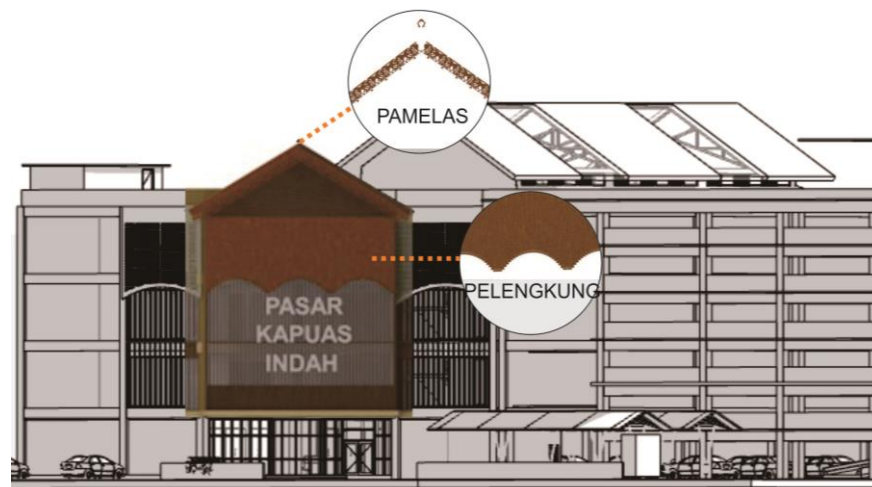 PAMELAS
PELENGKUNG
PASAR
KAPUAS
INDAH